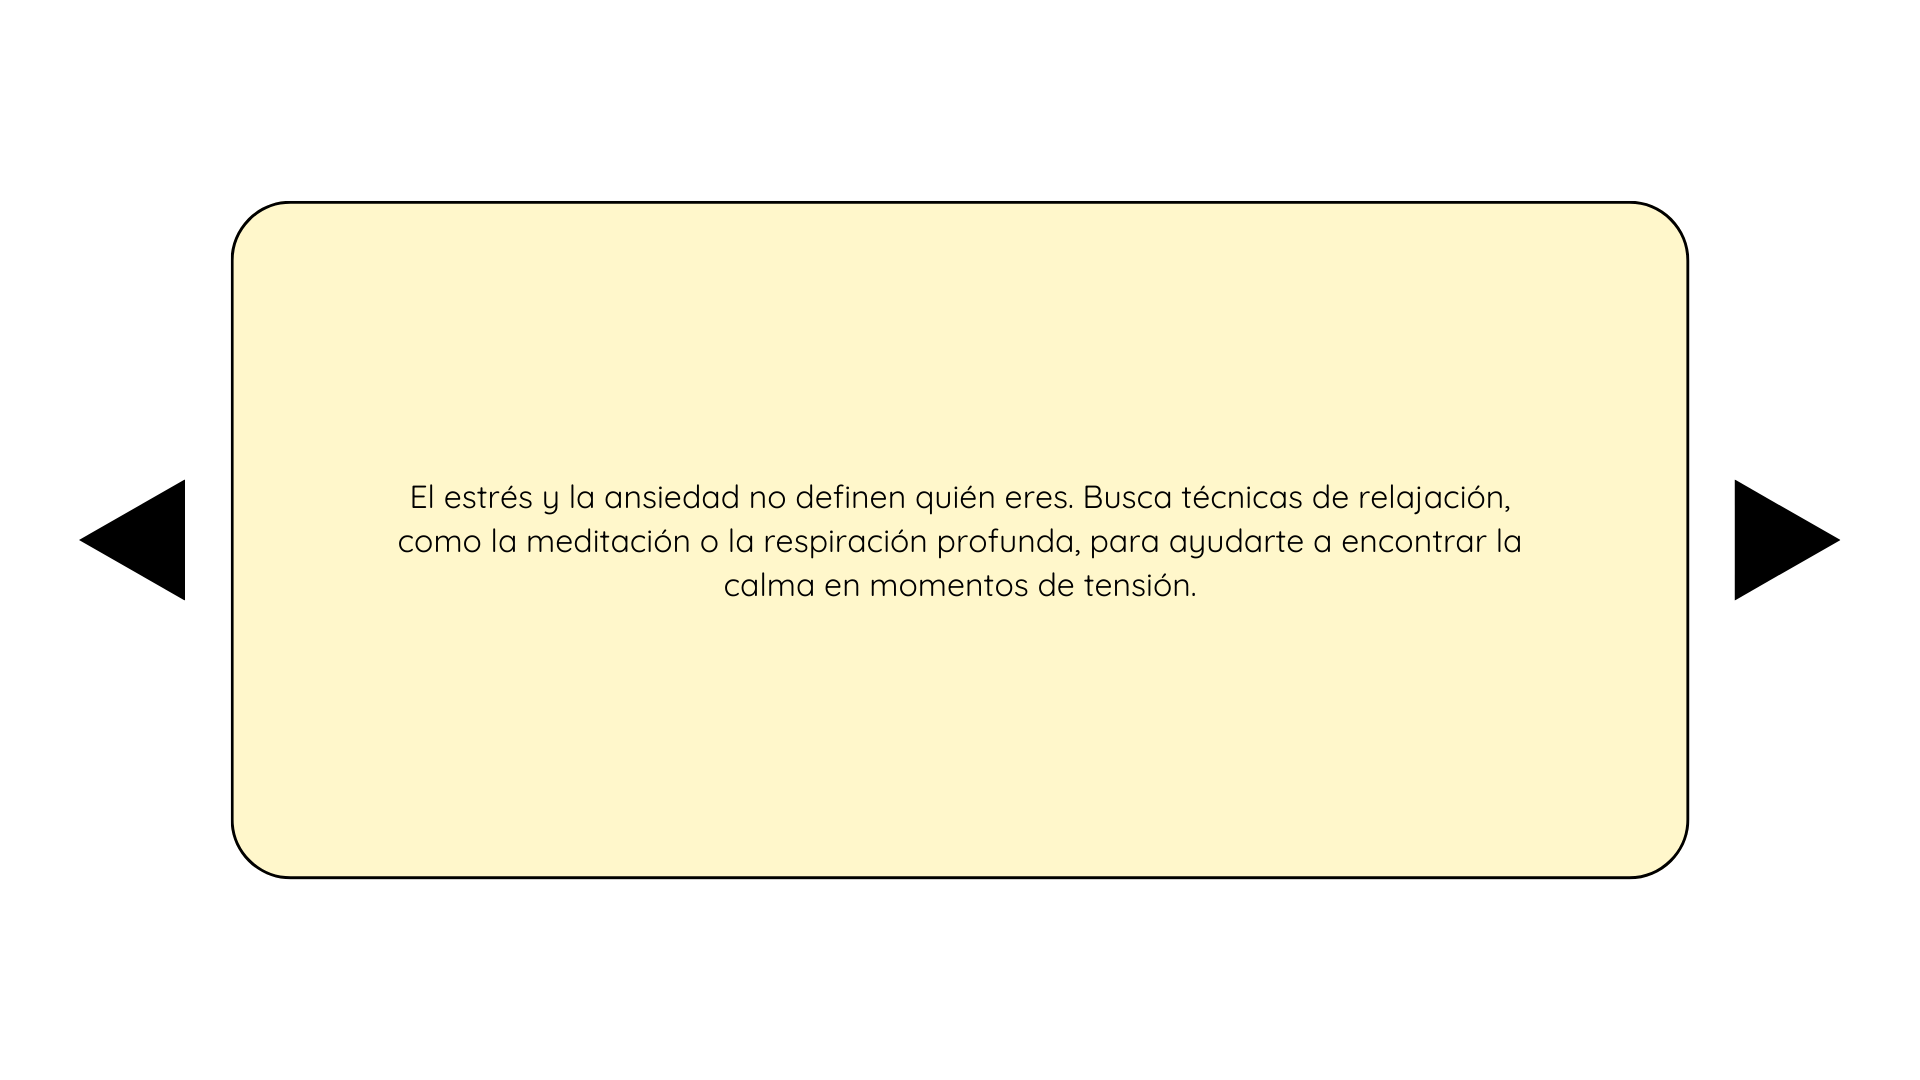 El estrés y la ansiedad no definen quién eres. Busca técnicas de relajación,
como la meditación o la respiración profunda, para ayudarte a encontrar la
calma en momentos de tensión.